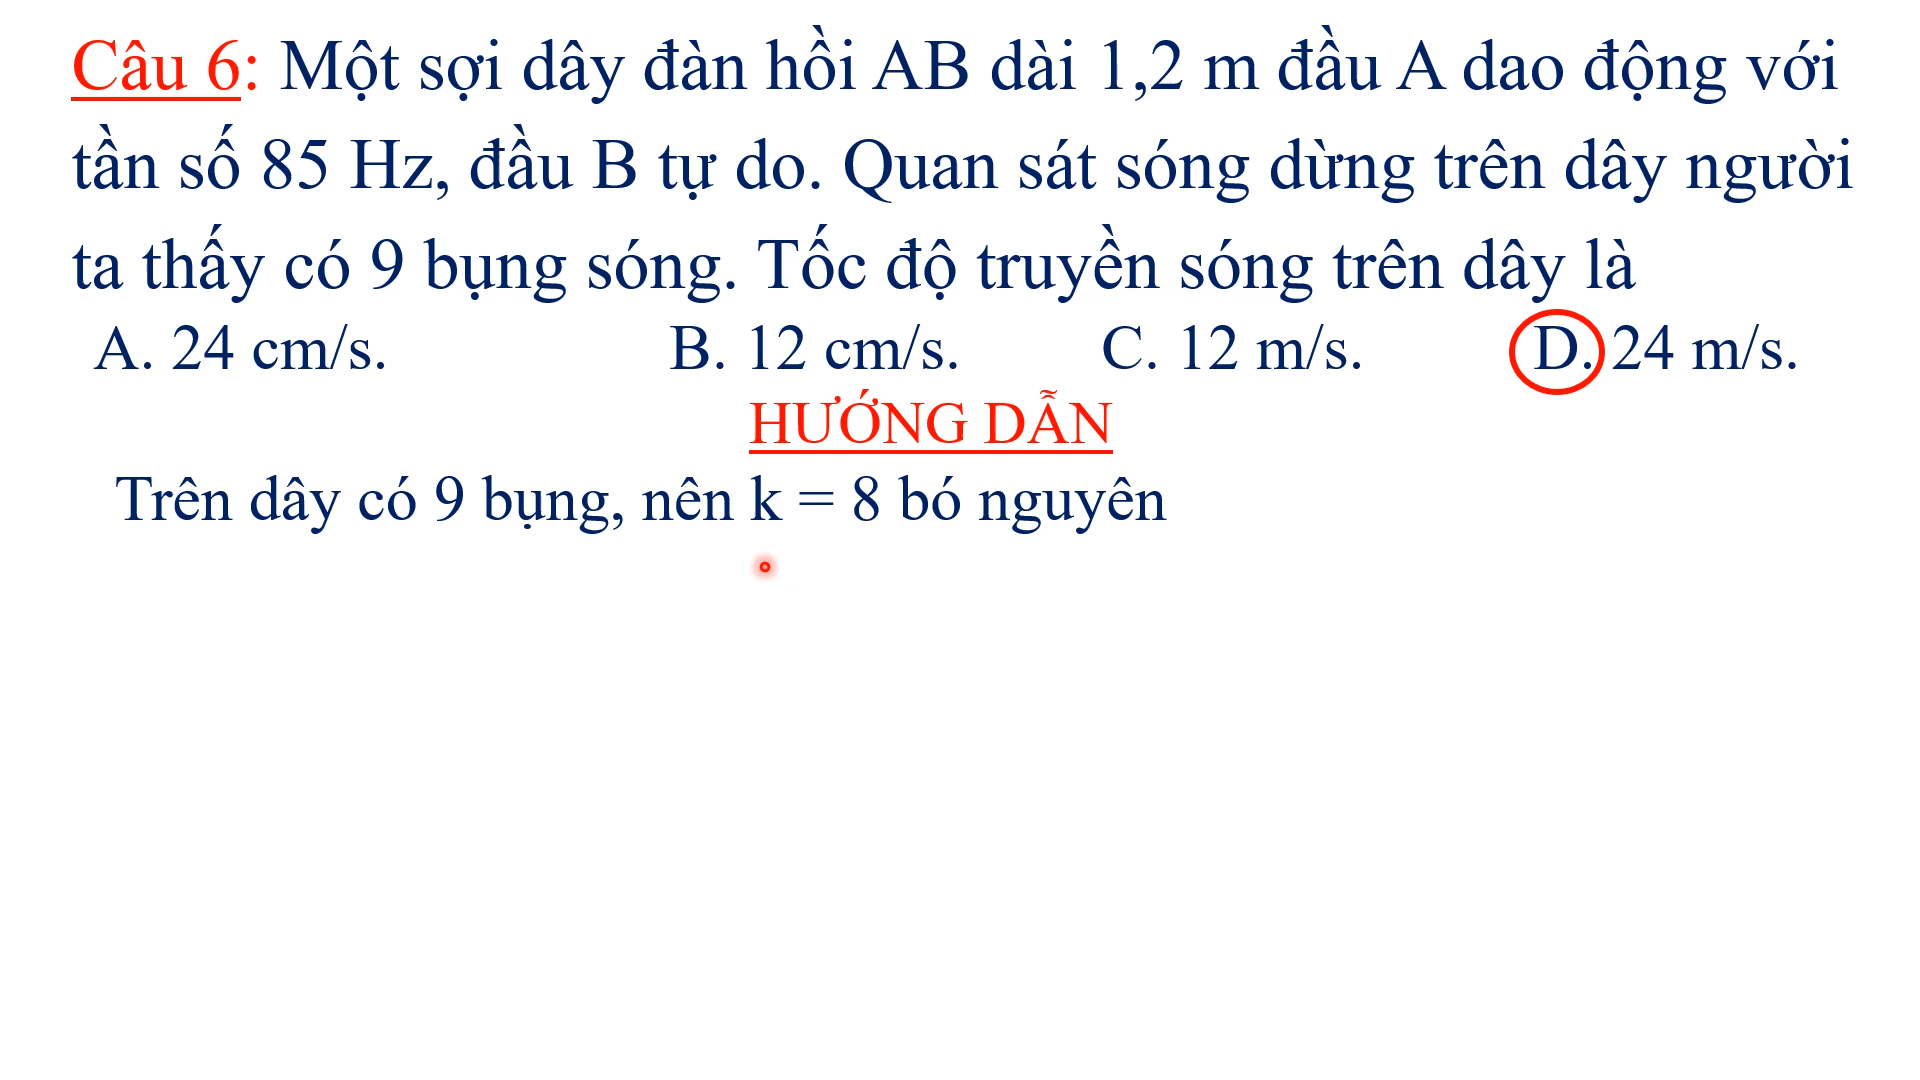 Câu 6: Một sợi dây đàn hồi AB dài 1,2 m đầu A dao động với
tần số 85 Hz, đầu B tự do. Quan sát sóng dừng trên dây người
ta thấy có 9 bụng sóng. Tốc độ truyền sóng trên dây là
A. 24 cm/s. B. 12 cm/s. C. 12 m/s. D. 24 m/s.
HƯỚNG DẪN
Trên dây có 9 bụng, nên k = 8 bó nguyên